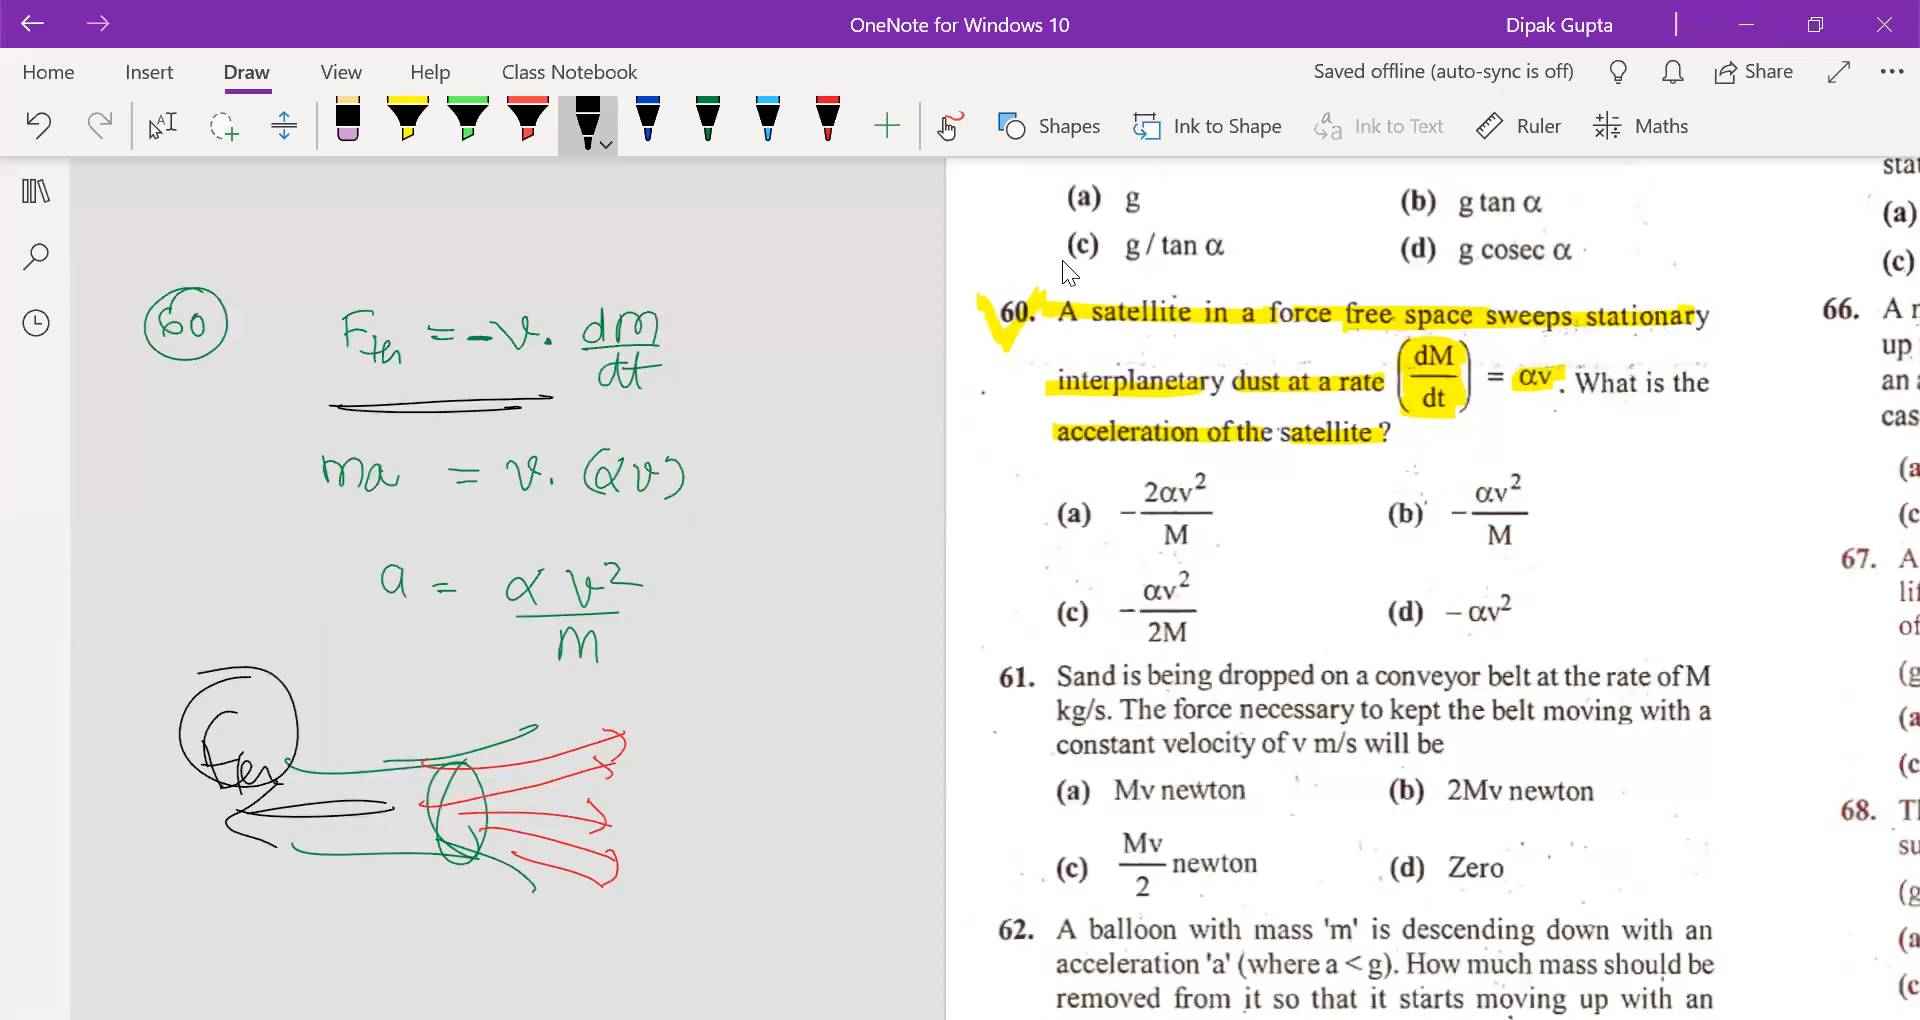 OneNote for Windows 10
Dipak Gupta
Home Insert Draw View Help Class Notebook
Saved offline (auto-sync is off) Share
Shapes Ink to Shape Ink to Text Ruler Maths
60
F = -v. dM/dt
ma = v. (αv)
a = αv²/m
(a) g (b) g tan α
(c) g / tan α (d) g cosec α
60. A satellite in a force free space sweeps stationary
interplanetary dust at a rate (dM/dt) = αv. What is the
acceleration of the satellite ?
(a) -2αv²/M (b) -αv²/M
(c) -αv²/2M (d) -αv²
61. Sand is being dropped on a conveyor belt at the rate of M
kg/s. The force necessary to kept the belt moving with a
constant velocity of v m/s will be
(a) Mv newton (b) 2Mv newton
(c) Mv/2 newton (d) Zero
62. A balloon with mass 'm' is descending down with an
acceleration 'a' (where a < g). How much mass should be
removed from it so that it starts moving up with an
(a)
(c)
66. A
up
an
cas
(c)
67. A
of
68.
su